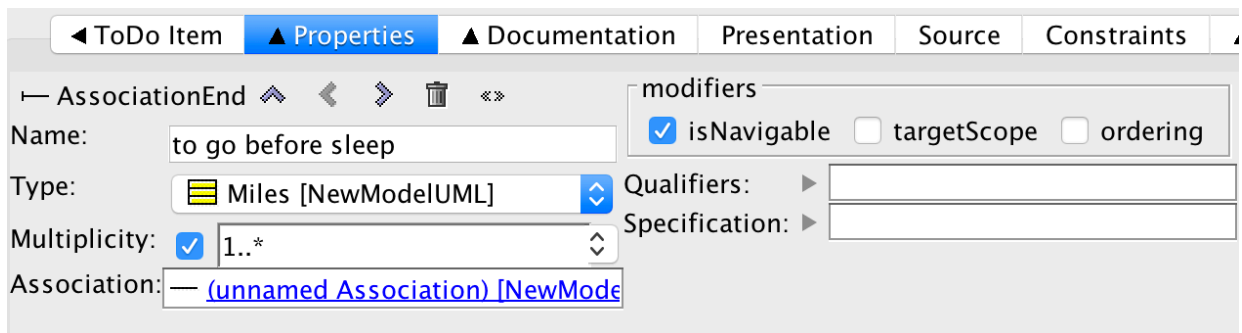 ToDo Item Properties Documentation Presentation Source Constraints
AssociationEnd
Name: to go before sleep
Type: Miles [NewModelUML]
Multiplicity: 1..*
Association: (unnamed Association) [NewMode
modifiers
isNavigable targetScope ordering
Qualifiers:
Specification: